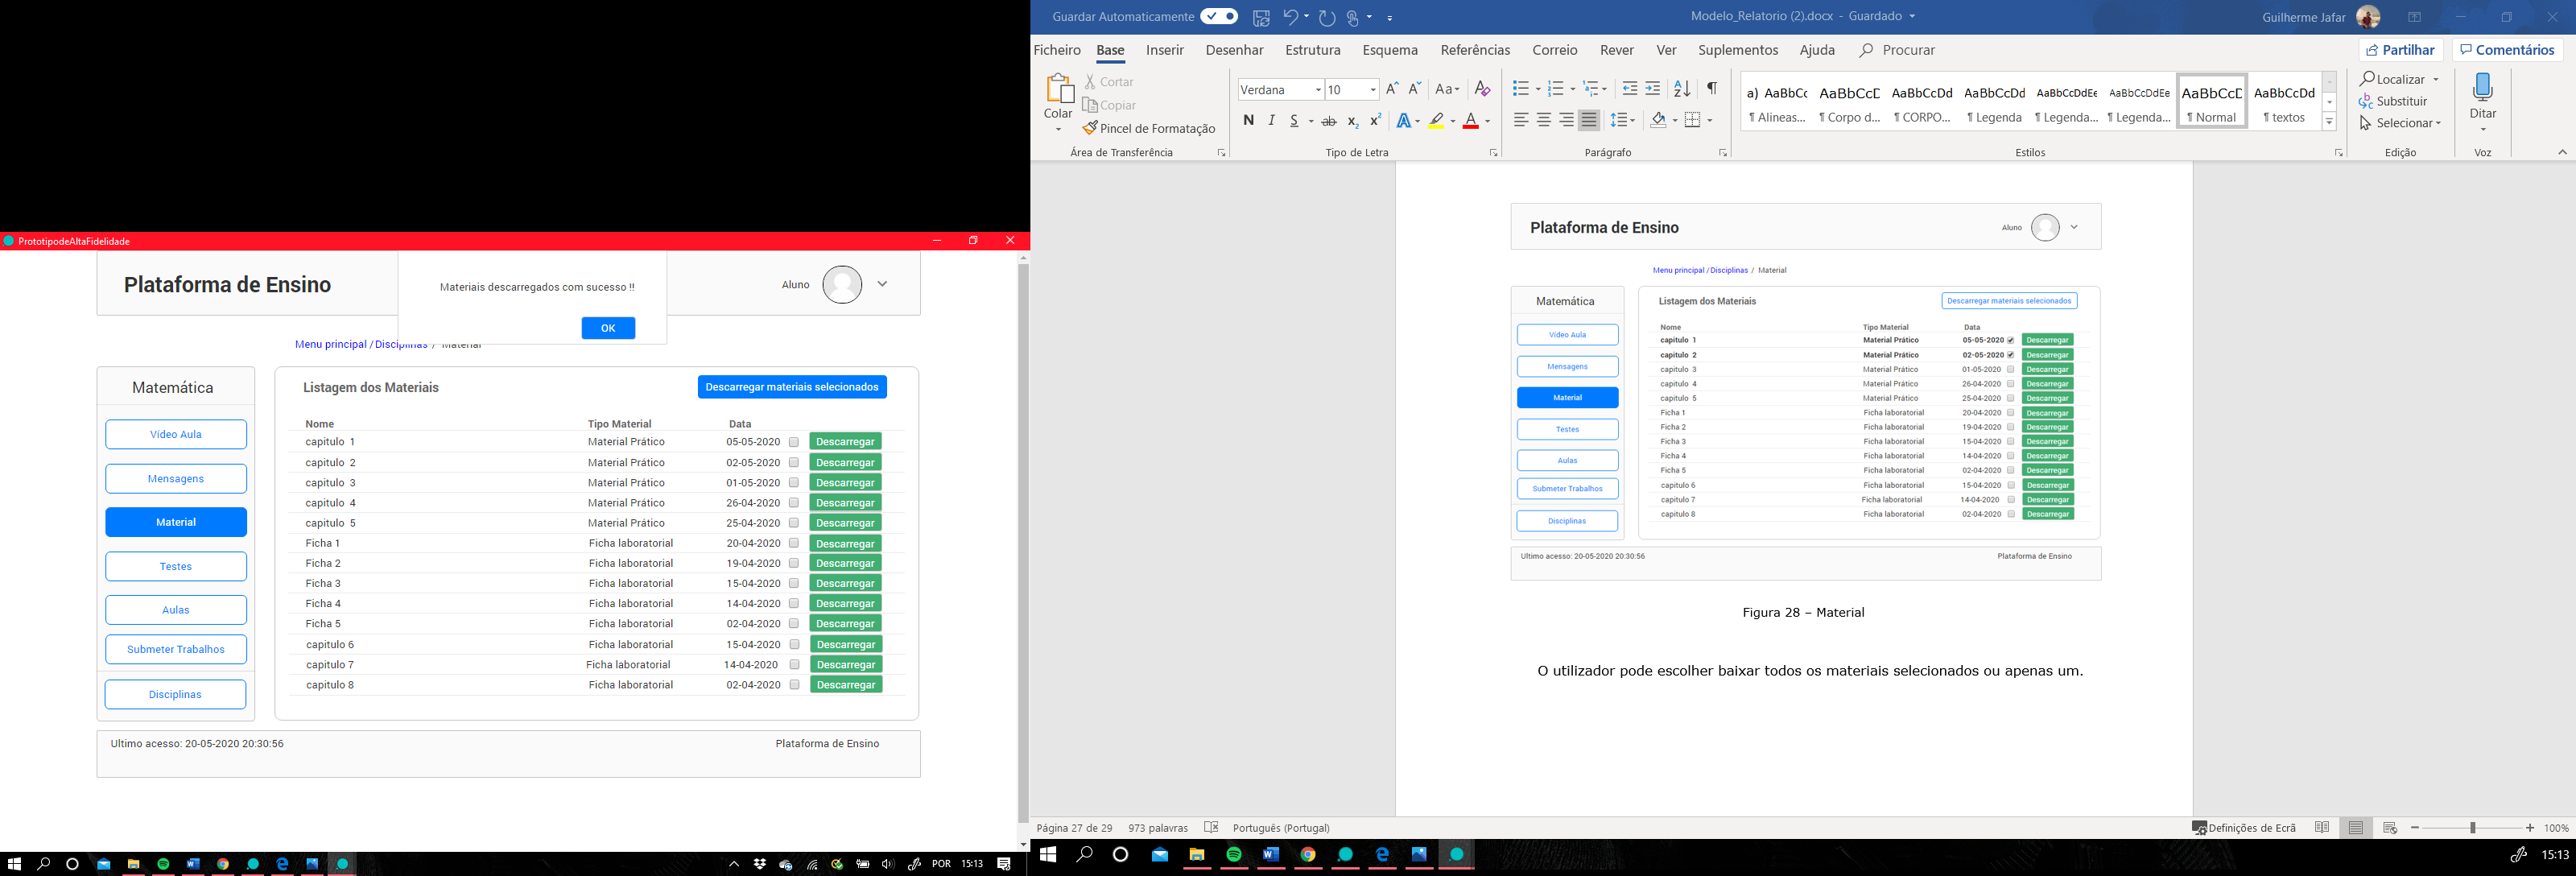 PrototipodeAltaFidelidade
Plataforma de Ensino
Materiais descarregados com sucesso !!
OK
Aluno
Menu principal / Disciplinas / Material
Matemática
Vídeo Aula
Mensagens
Material
Testes
Aulas
Submeter Trabalhos
Disciplinas
Listagem dos Materiais
Descarregar materiais selecionados
Nome Tipo Material Data
capitulo 1 Material Prático 05-05-2020 Descarregar
capitulo 2 Material Prático 02-05-2020 Descarregar
capitulo 3 Material Prático 01-05-2020 Descarregar
capitulo 4 Material Prático 26-04-2020 Descarregar
capitulo 5 Material Prático 25-04-2020 Descarregar
Ficha 1 Ficha laboratorial 20-04-2020 Descarregar
Ficha 2 Ficha laboratorial 19-04-2020 Descarregar
Ficha 3 Ficha laboratorial 15-04-2020 Descarregar
Ficha 4 Ficha laboratorial 14-04-2020 Descarregar
Ficha 5 Ficha laboratorial 02-04-2020 Descarregar
capitulo 6 Ficha laboratorial 15-04-2020 Descarregar
capitulo 7 Ficha laboratorial 14-04-2020 Descarregar
capitulo 8 Ficha laboratorial 02-04-2020 Descarregar
Ultimo acesso: 20-05-2020 20:30:56 Plataforma de Ensino
POR 15:13
Guardar Automaticamente Modelo_Relatorio (2).docx - Guardado Guilherme Jafar
Ficheiro Base Inserir Desenhar Estrutura Esquema Referências Correio Rever Ver Suplementos Ajuda Procurar Partilhar Comentários
Colar
Cortar
Copiar
Pincel de Formatação
Área de Transferência
Verdana 10
Aa
N I S ab x₂ x² A A
Tipo de Letra
Parágrafo
a) AaBbCc AaBbCcD AaBbCcDd AaBbCcDd AaBbCcDdEe AaBbCcDdEe AaBbCcD AaBbCcDd
¶ Alineas... ¶ Corpo d... ¶ CORPO... ¶ Legenda ¶ Legenda... ¶ Legenda... ¶ Normal ¶ textos
Estilos
Localizar
Substituir
Selecionar
Edição
Ditar
Voz
Plataforma de Ensino
Aluno
Menu principal / Disciplinas / Material
Matemática
Vídeo Aula
Mensagens
Material
Testes
Aulas
Submeter Trabalhos
Disciplinas
Listagem dos Materiais
Descarregar materiais selecionados
Nome Tipo Material Data
capitulo 1 Material Prático 05-05-2020 Descarregar
capitulo 2 Material Prático 02-05-2020 Descarregar
capitulo 3 Material Prático 01-05-2020 Descarregar
capitulo 4 Material Prático 26-04-2020 Descarregar
capitulo 5 Material Prático 25-04-2020 Descarregar
Ficha 1 Ficha laboratorial 20-04-2020 Descarregar
Ficha 2 Ficha laboratorial 19-04-2020 Descarregar
Ficha 3 Ficha laboratorial 15-04-2020 Descarregar
Ficha 4 Ficha laboratorial 14-04-2020 Descarregar
Ficha 5 Ficha laboratorial 02-04-2020 Descarregar
capitulo 6 Ficha laboratorial 15-04-2020 Descarregar
capitulo 7 Ficha laboratorial 14-04-2020 Descarregar
capitulo 8 Ficha laboratorial 02-04-2020 Descarregar
Ultimo acesso: 20-05-2020 20:30:56 Plataforma de Ensino
Figura 28 – Material
O utilizador pode escolher baixar todos os materiais selecionados ou apenas um.
Página 27 de 29 973 palavras Português (Portugal) Definições de Ecrã 100%
15:13